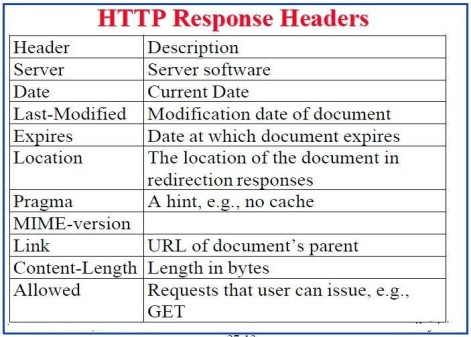 HTTP Response Headers
Header Description
Server Server software
Date Current Date
Last-Modified Modification date of document
Expires Date at which document expires
Location The location of the document in
redirection responses
Pragma A hint, e.g., no cache
MIME-version
Link URL of document's parent
Content-Length Length in bytes
Allowed Requests that user can issue, e.g.,
GET